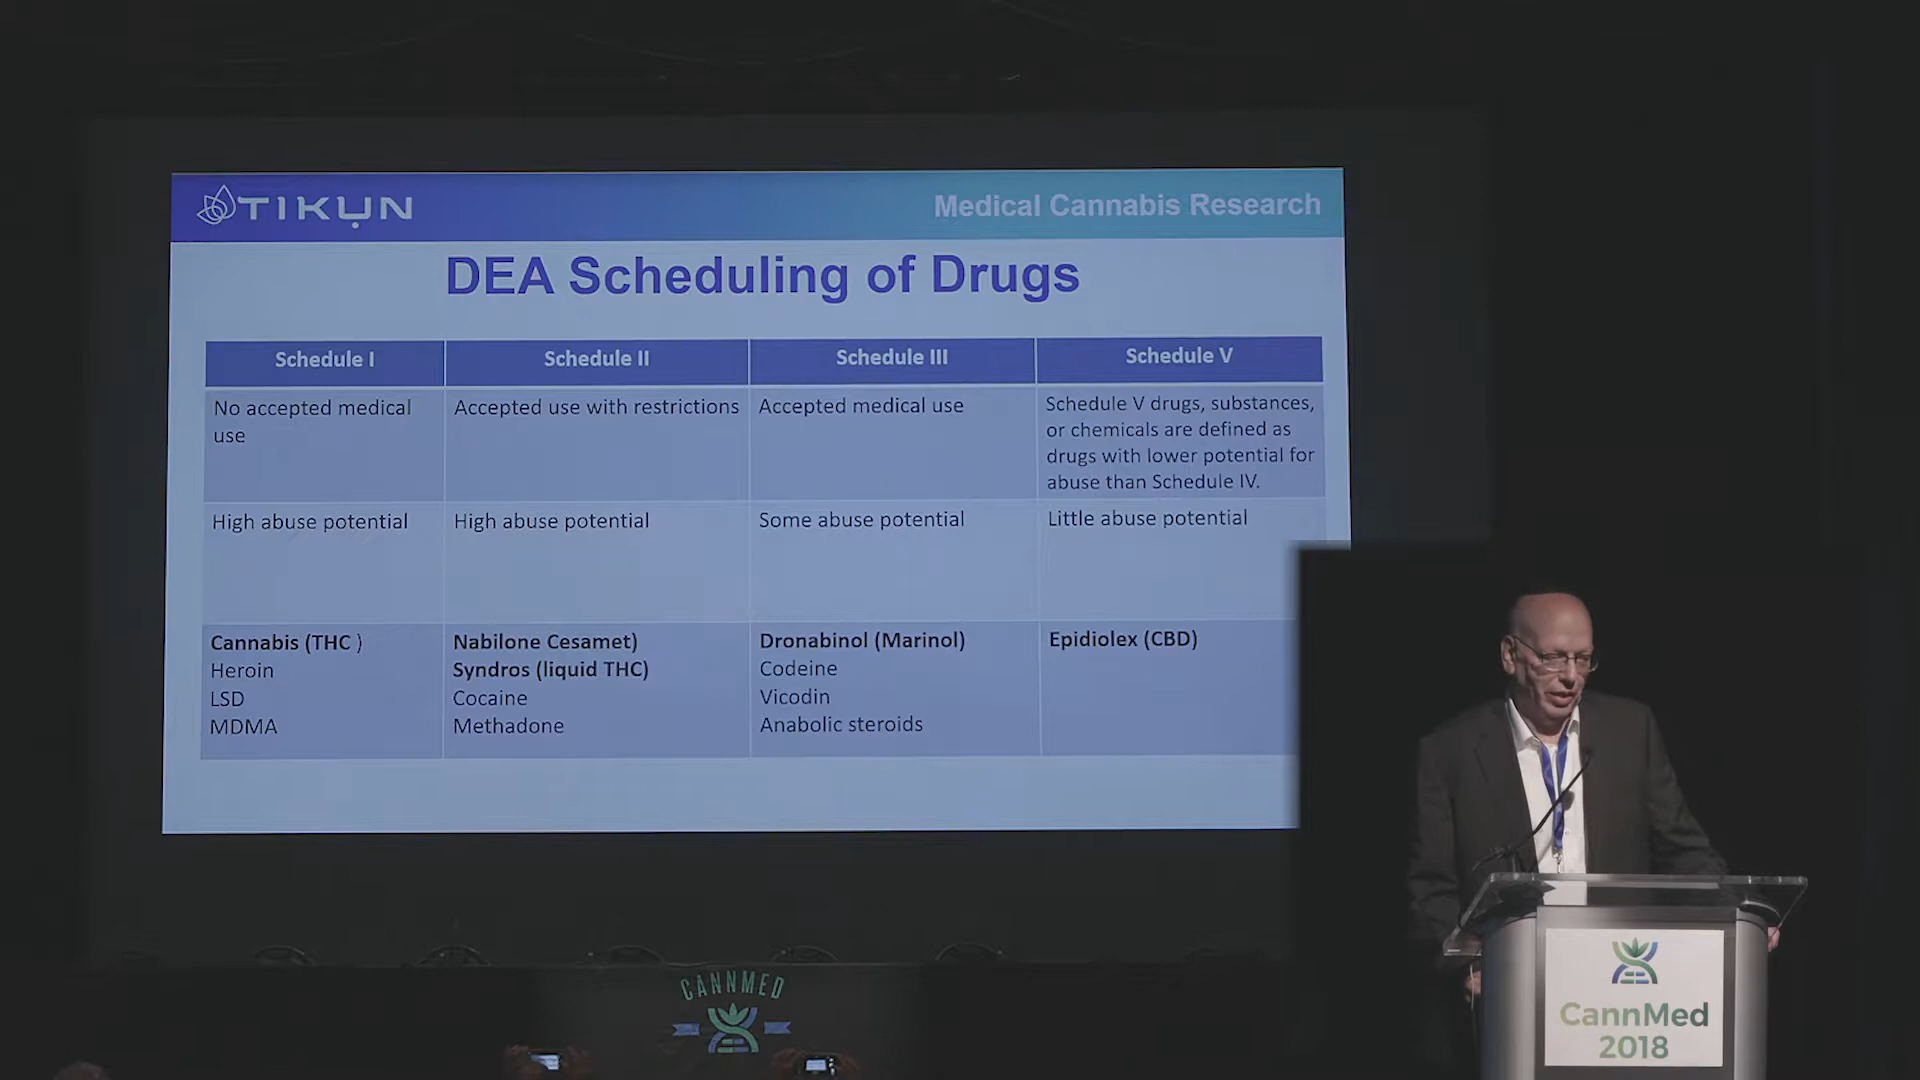 TIKUN
Medical Cannabis Research
DEA Scheduling of Drugs
Schedule I
Schedule II
Schedule III
Schedule V
No accepted medical
use
Accepted use with restrictions
Accepted medical use
Schedule V drugs, substances,
or chemicals are defined as
drugs with lower potential for
abuse than Schedule IV.
High abuse potential
High abuse potential
Some abuse potential
Little abuse potential
Cannabis (THC )
Heroin
LSD
MDMA
Nabilone Cesamet)
Syndros (liquid THC)
Cocaine
Methadone
Dronabinol (Marinol)
Codeine
Vicodin
Anabolic steroids
Epidiolex (CBD)
CANNMED
CannMed
2018